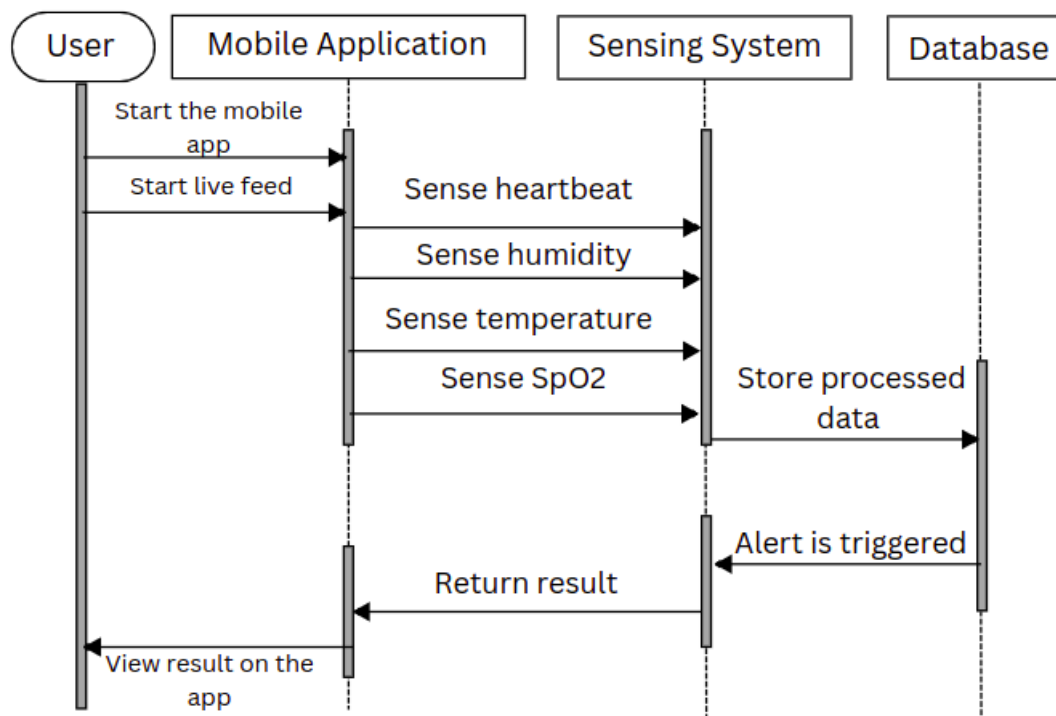 User
Mobile Application
Sensing System
Database
Start the mobile
app
Start live feed
Sense heartbeat
Sense humidity
Sense temperature
Sense SpO2
Store processed
data
Alert is triggered
Return result
View result on the
app